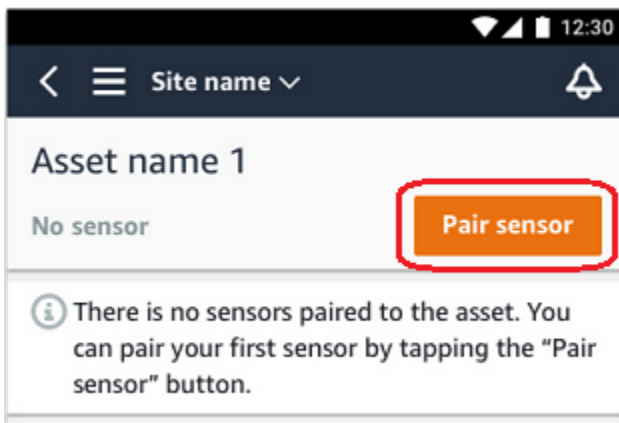 12:30
Site name
Asset name 1
No sensor
Pair sensor
There is no sensors paired to the asset. You
can pair your first sensor by tapping the “Pair
sensor” button.